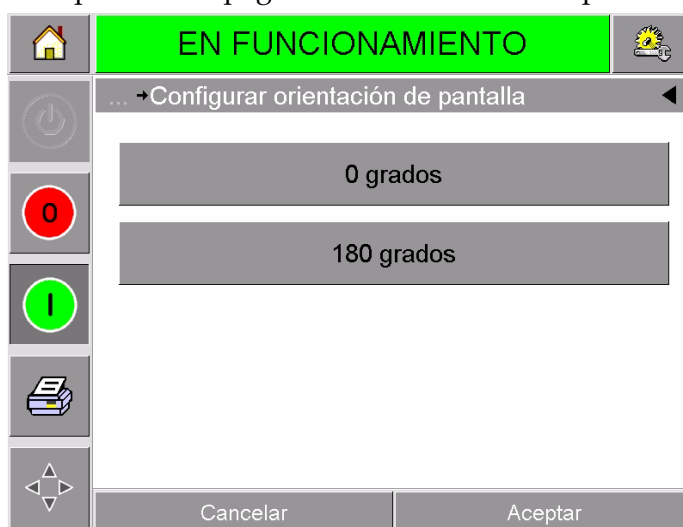 EN FUNCIONAMIENTO
... →Configurar orientación de pantalla
0 grados
0
180 grados
I
Cancelar
Aceptar